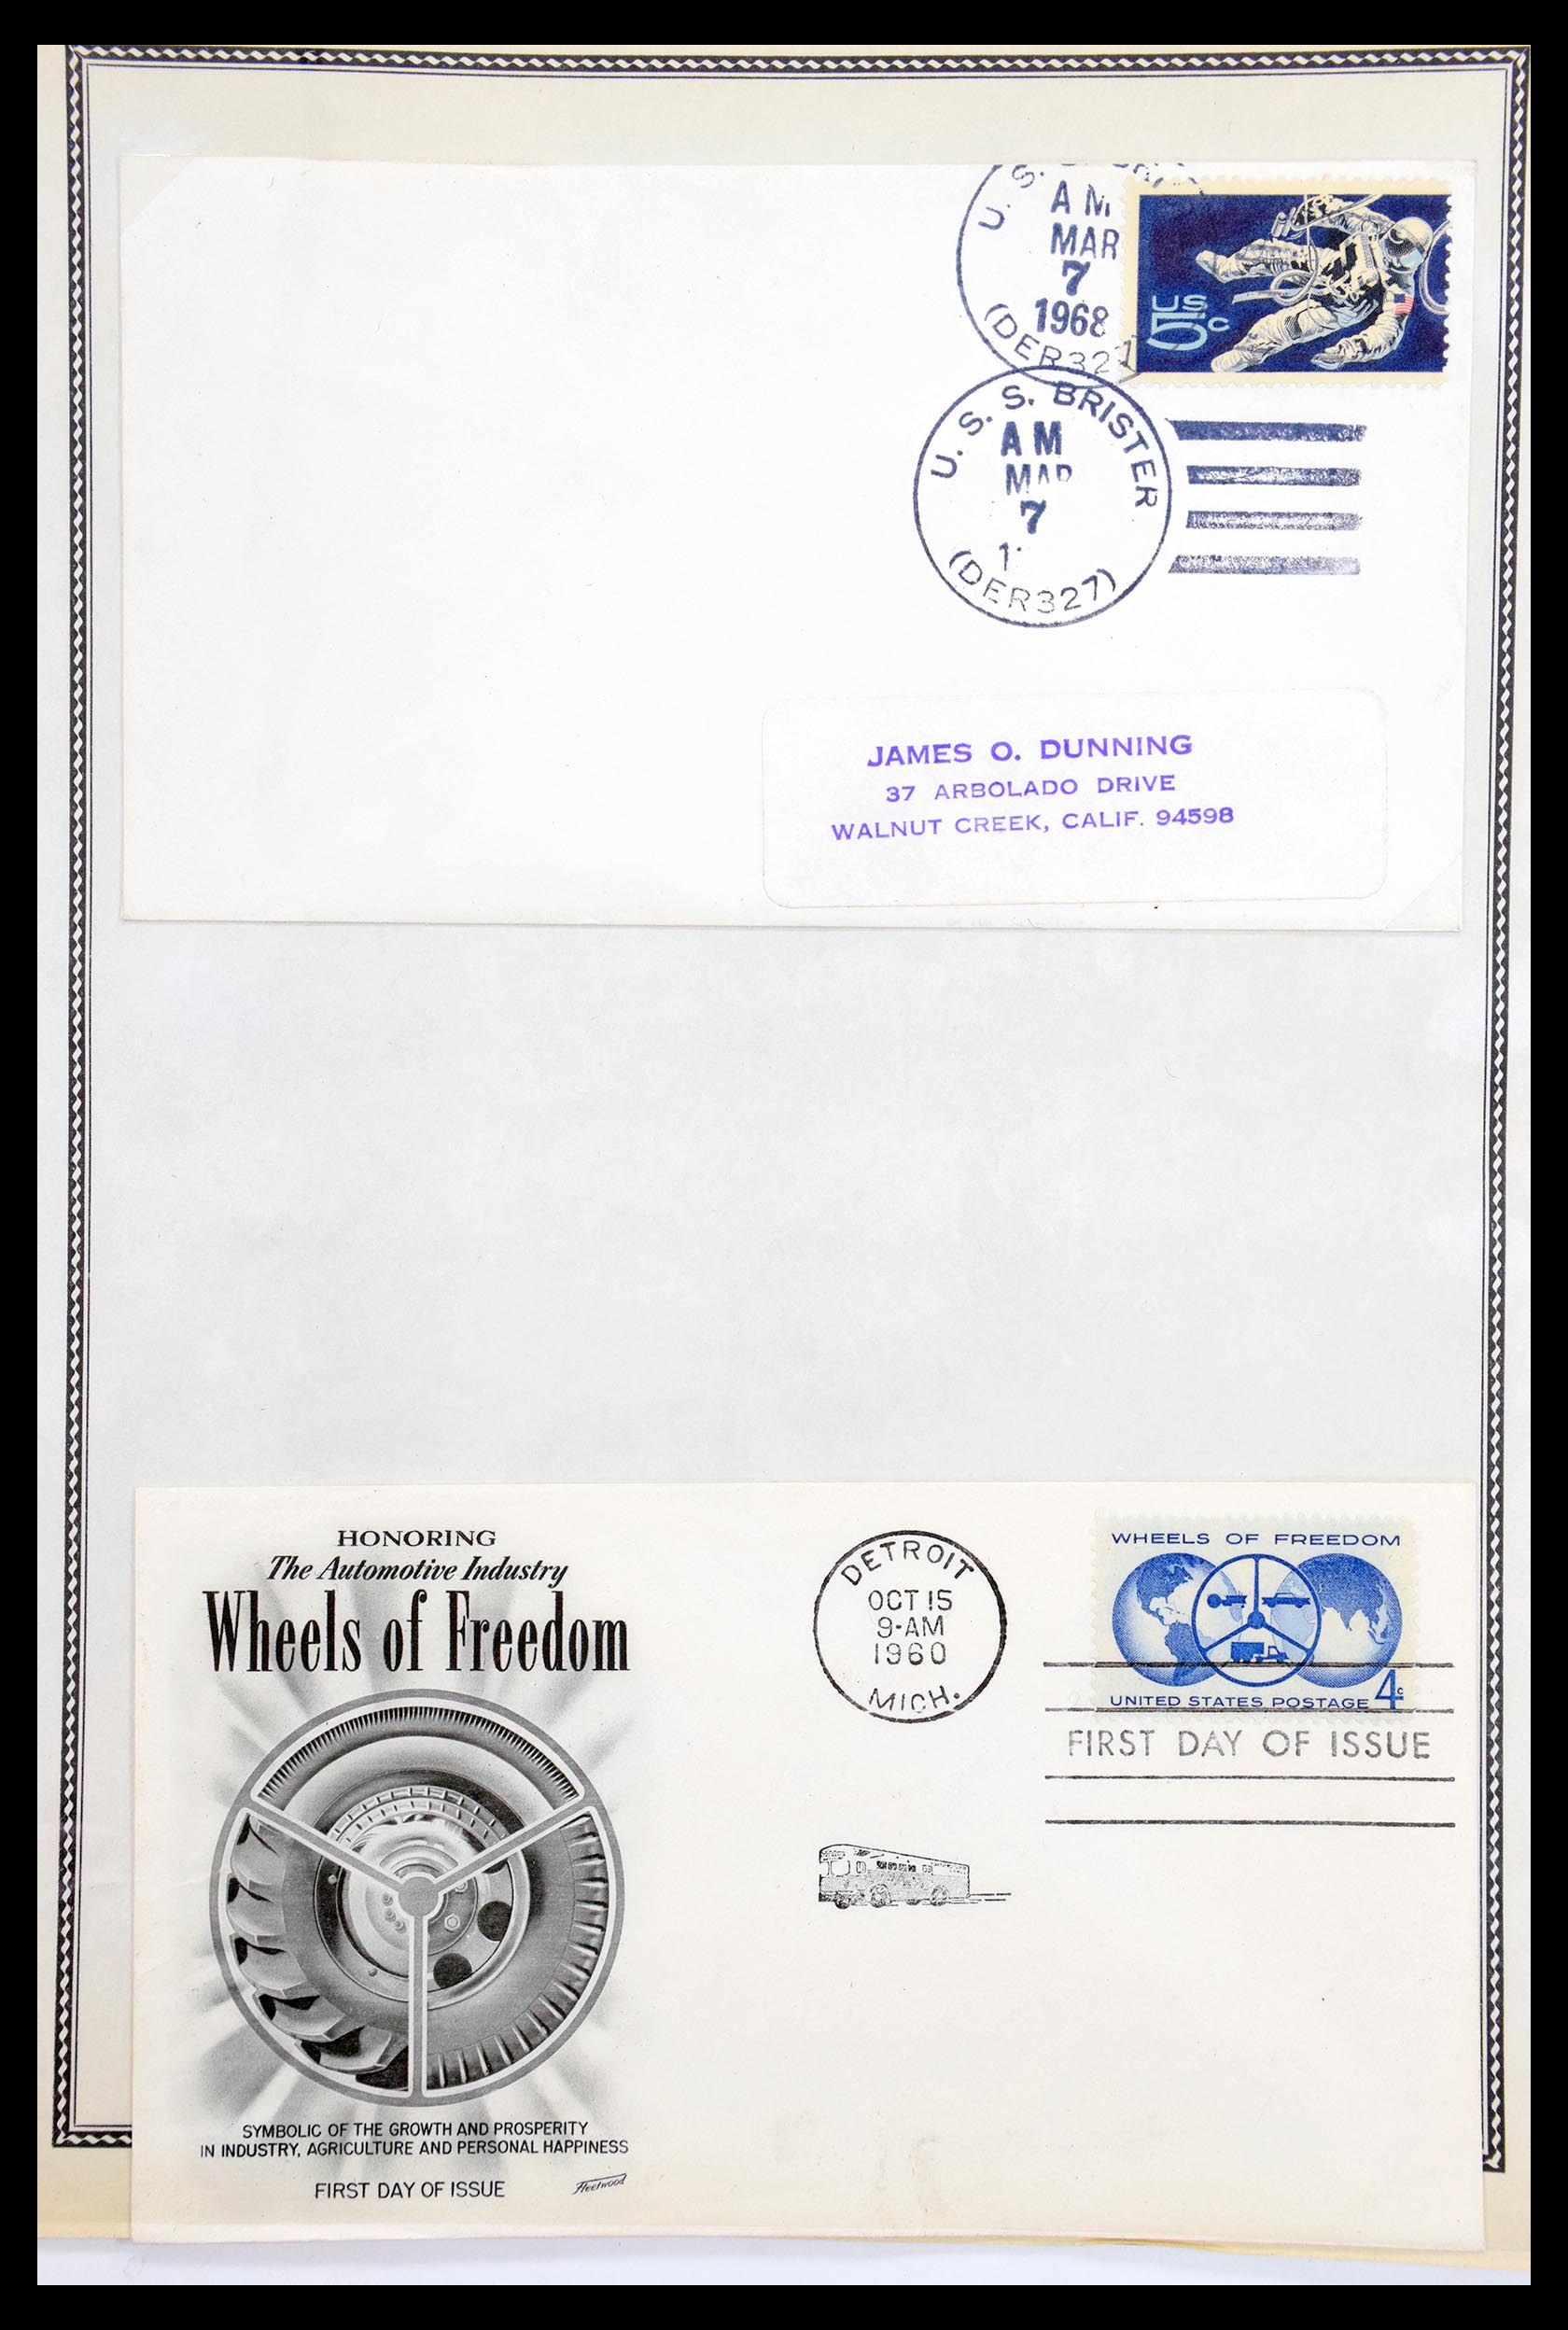 U. S.
AM
MAR
7
1968
(DER327
US
5c
U. S. S. BRISTER
AM
MAR
7
1
(DER327)
JAMES O. DUNNING
37 ARBOLADO DRIVE
WALNUT CREEK, CALIF. 94598
HONORING
The Automotive Industry
Wheels of Freedom
SYMBOLIC OF THE GROWTH AND PROSPERITY
IN INDUSTRY, AGRICULTURE AND PERSONAL HAPPINESS
FIRST DAY OF ISSUE
Fleetwood
DETROIT
OCT 15
9-AM
1960
MICH.
WHEELS OF FREEDOM
UNITED STATES POSTAGE 4c
FIRST DAY OF ISSUE